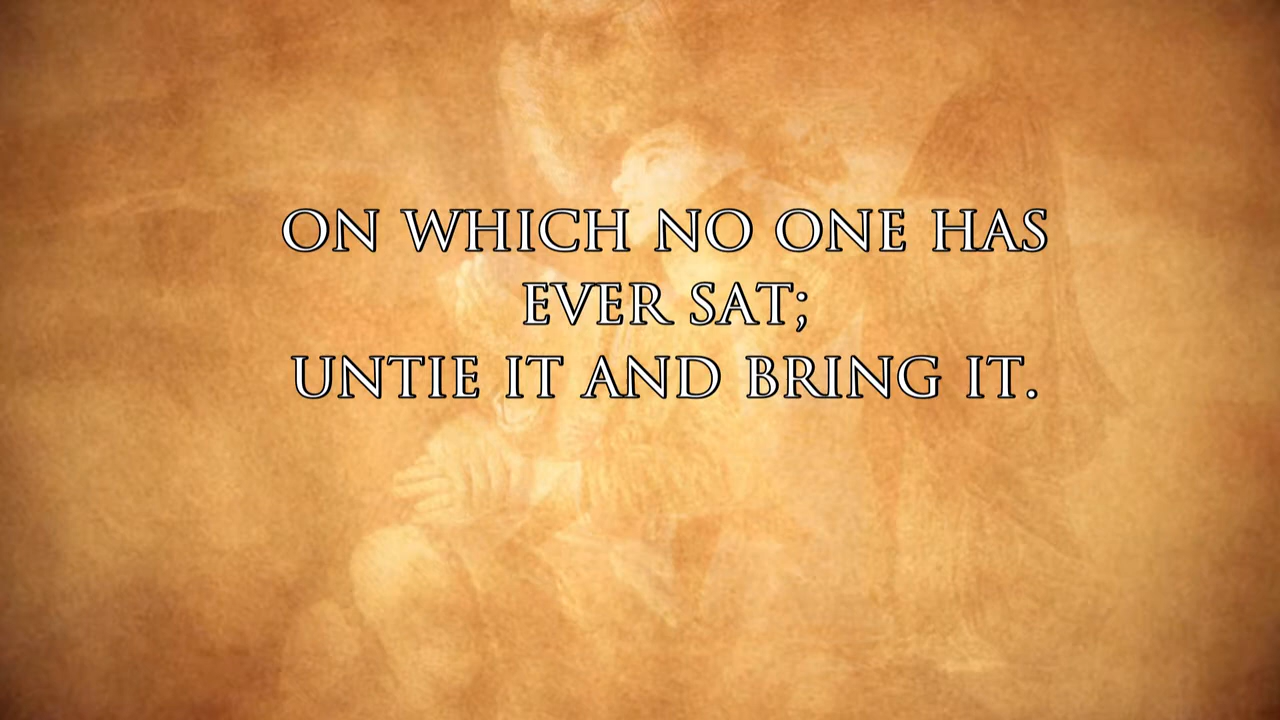 ON WHICH NO ONE HAS
EVER SAT;
UNTIE IT AND BRING IT.